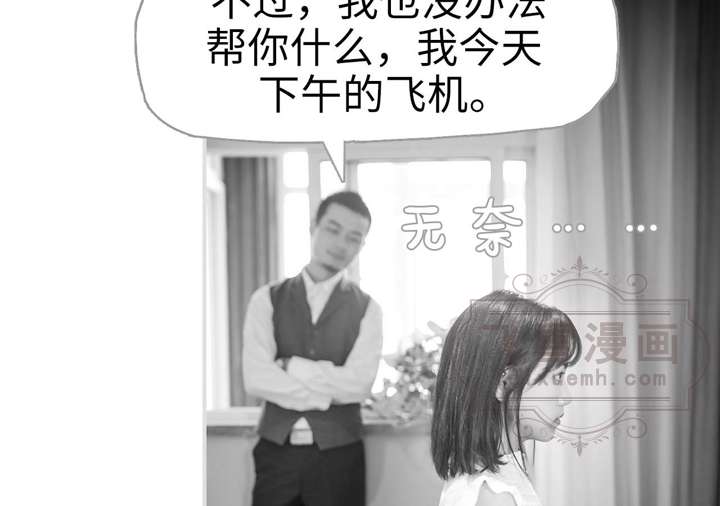 不过，我也没办法
帮你什么，我今天
下午的飞机。
无奈… …
漫画